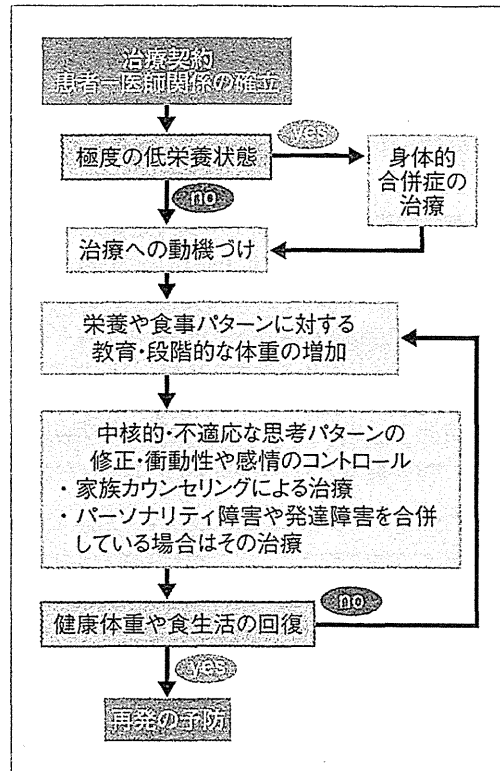 治療契約
患者ー医師関係の確立
yes
極度の低栄養状態
身体的
合併症の
治療
no
治療への動機づけ
栄養や食事パターンに対する
教育・段階的な体重の増加
中核的・不適応な思考パターンの
修正・衝動性や感情のコントロール
・家族カウンセリングによる治療
・パーソナリティ障害や発達障害を合併
している場合はその治療
no
健康体重や食生活の回復
yes
再発の予防